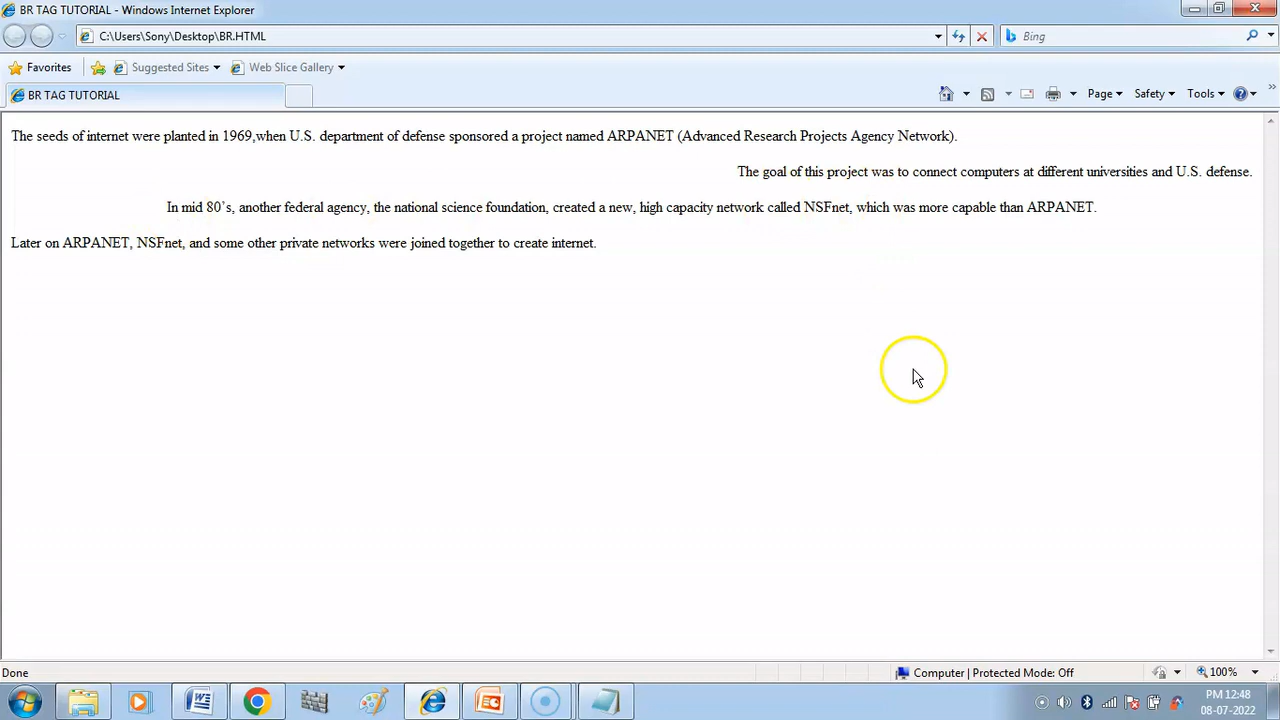 BR TAG TUTORIAL - Windows Internet Explorer
C:\Users\Sony\Desktop\BR.HTML
Bing
Favorites
Suggested Sites
Web Slice Gallery
BR TAG TUTORIAL
Page
Safety
Tools
The seeds of internet were planted in 1969,when U.S. department of defense sponsored a project named ARPANET (Advanced Research Projects Agency Network).
The goal of this project was to connect computers at different universities and U.S. defense.
In mid 80's, another federal agency, the national science foundation, created a new, high capacity network called NSFnet, which was more capable than ARPANET.
Later on ARPANET, NSFnet, and some other private networks were joined together to create internet.
Done
Computer | Protected Mode: Off
100%
PM 12:48
08-07-2022